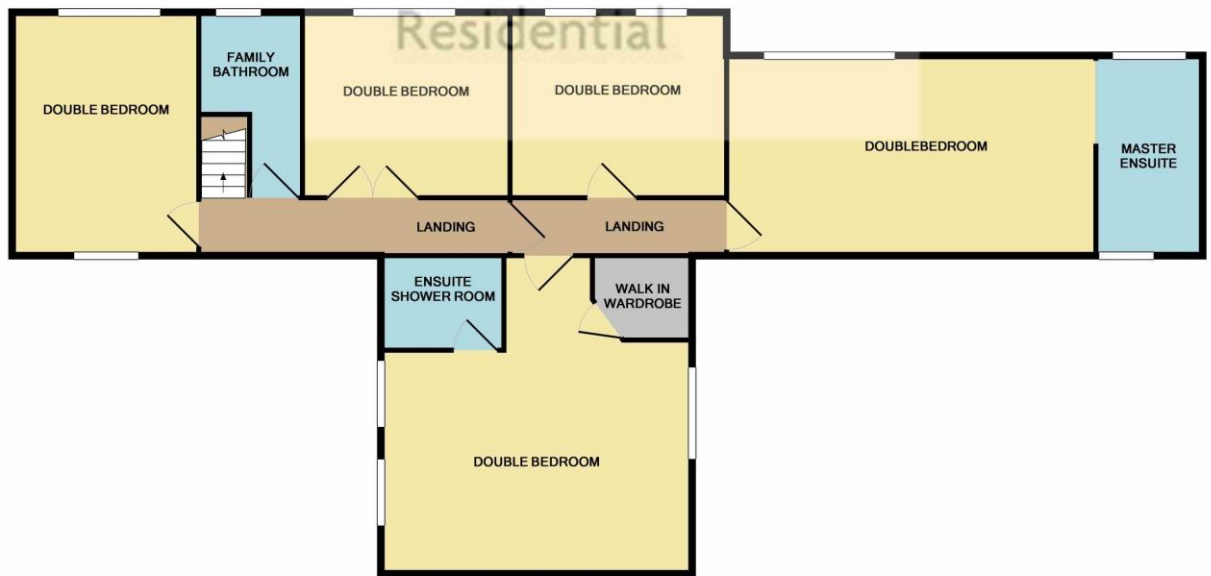 Residential
FAMILY
BATHROOM
DOUBLE BEDROOM
DOUBLE BEDROOM
DOUBLE BEDROOM
DOUBLEBEDROOM
MASTER
ENSUITE
LANDING
LANDING
ENSUITE
SHOWER ROOM
WALK IN
WARDROBE
DOUBLE BEDROOM